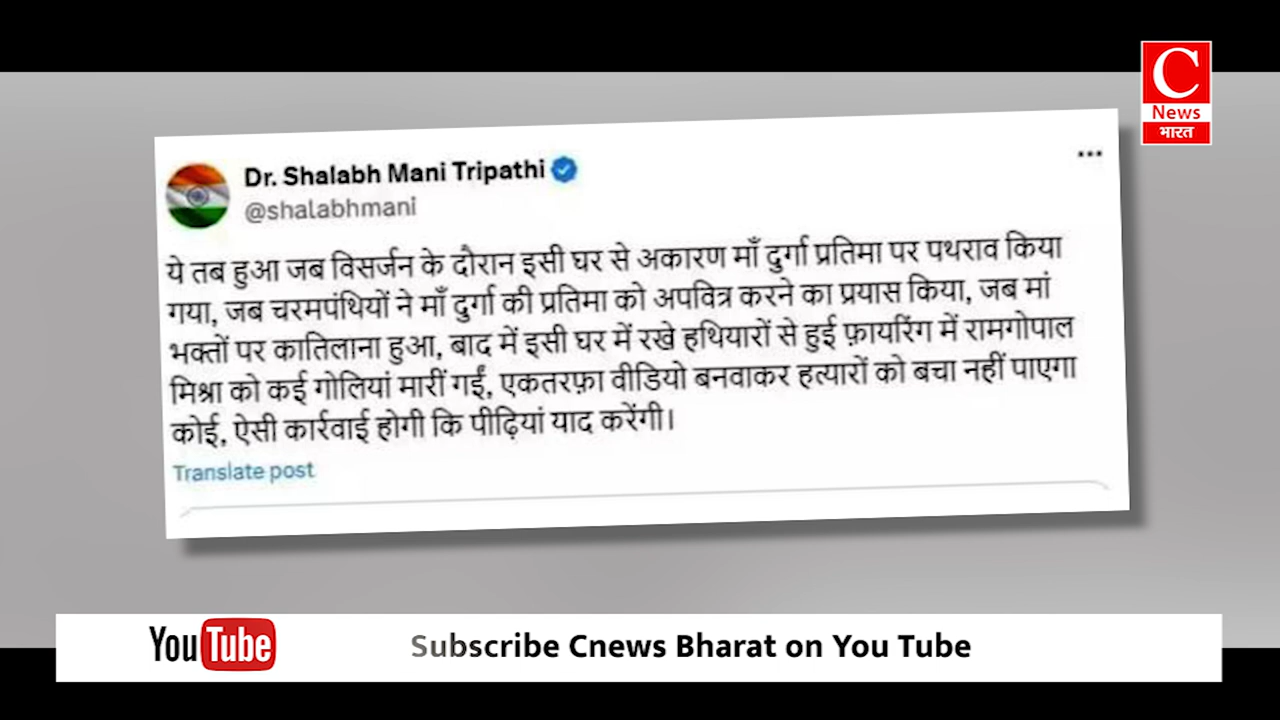 C
News
भारत
Dr. Shalabh Mani Tripathi
@shalabhmani
ये तब हुआ जब विसर्जन के दौरान इसी घर से अकारण माँ दुर्गा प्रतिमा पर पथराव किया
गया, जब चरमपंथियों ने माँ दुर्गा की प्रतिमा को अपवित्र करने का प्रयास किया, जब मां
भक्तों पर कातिलाना हुआ, बाद में इसी घर में रखे हथियारों से हुई फ़ायरिंग में रामगोपाल
मिश्रा को कई गोलियां मारीं गईं, एकतरफ़ा वीडियो बनवाकर हत्यारों को बचा नहीं पाएगा
कोई, ऐसी कार्रवाई होगी कि पीढ़ियां याद करेंगी।
Translate post
YouTube Subscribe Cnews Bharat on You Tube